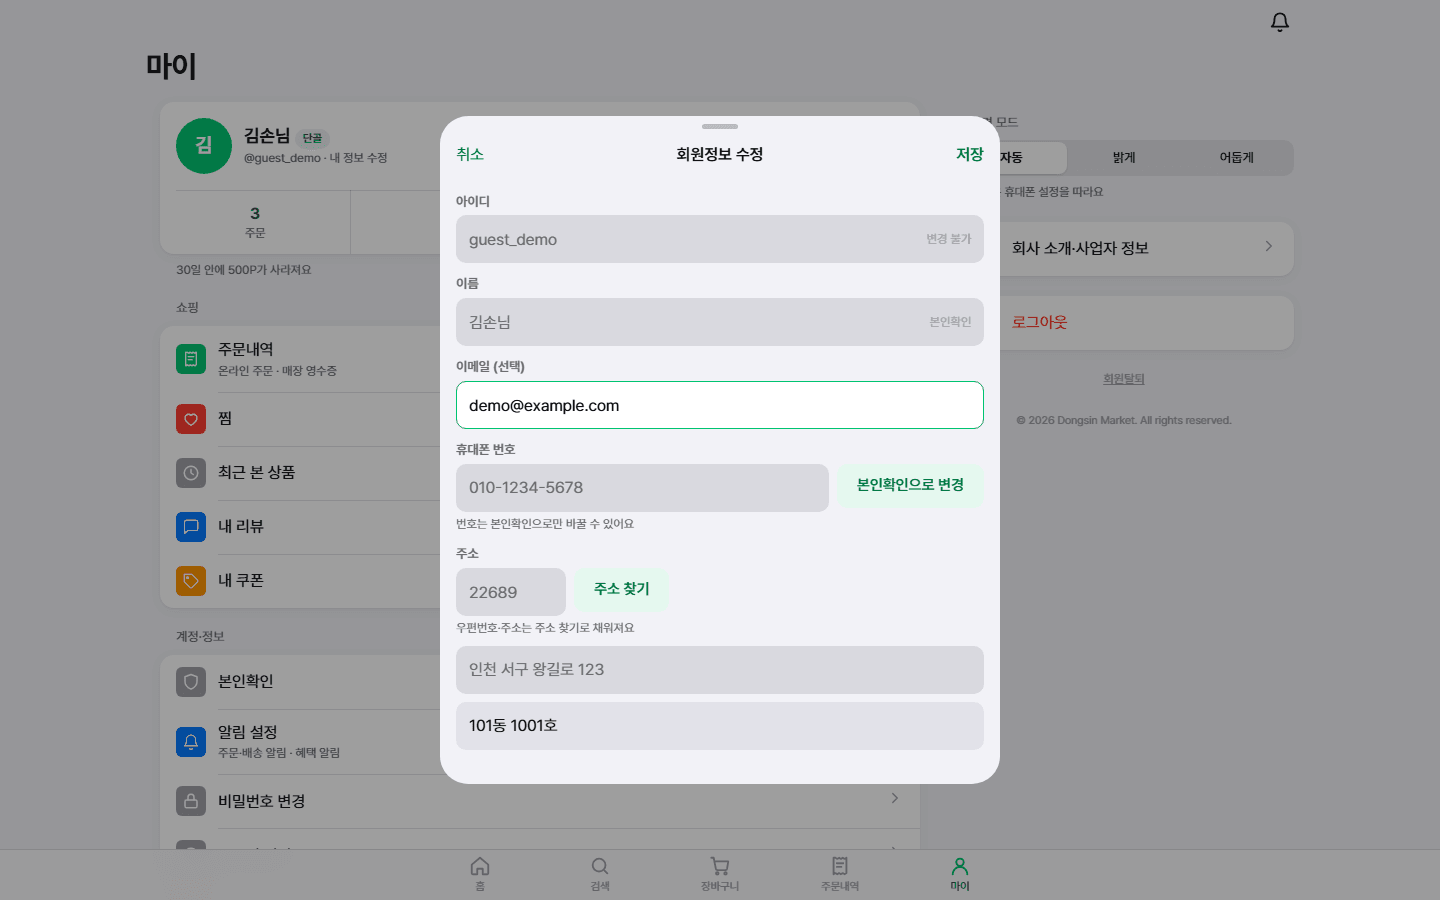 마이
김
김손님 단골
@guest_demo · 내 정보 수정
3
주문
30일 안에 500P가 사라져요
쇼핑
주문내역
온라인 주문 · 매장 영수증
찜
최근 본 상품
내 리뷰
내 쿠폰
계정·정보
본인확인
알림 설정
주문·배송 알림 · 혜택 알림
비밀번호 변경
취소
회원정보 수정
저장
아이디
guest_demo
변경 불가
이름
김손님
본인확인
이메일 (선택)
demo@example.com
휴대폰 번호
010-1234-5678
본인확인으로 변경
번호는 본인확인으로만 바꿀 수 있어요
주소
22689
주소 찾기
우편번호·주소는 주소 찾기로 채워져요
인천 서구 왕길로 123
101동 1001호
모드
자동
밝게
어둡게
휴대폰 설정을 따라요
회사 소개·사업자 정보
로그아웃
회원탈퇴
© 2026 Dongsin Market. All rights reserved.
홈
검색
장바구니
주문내역
마이